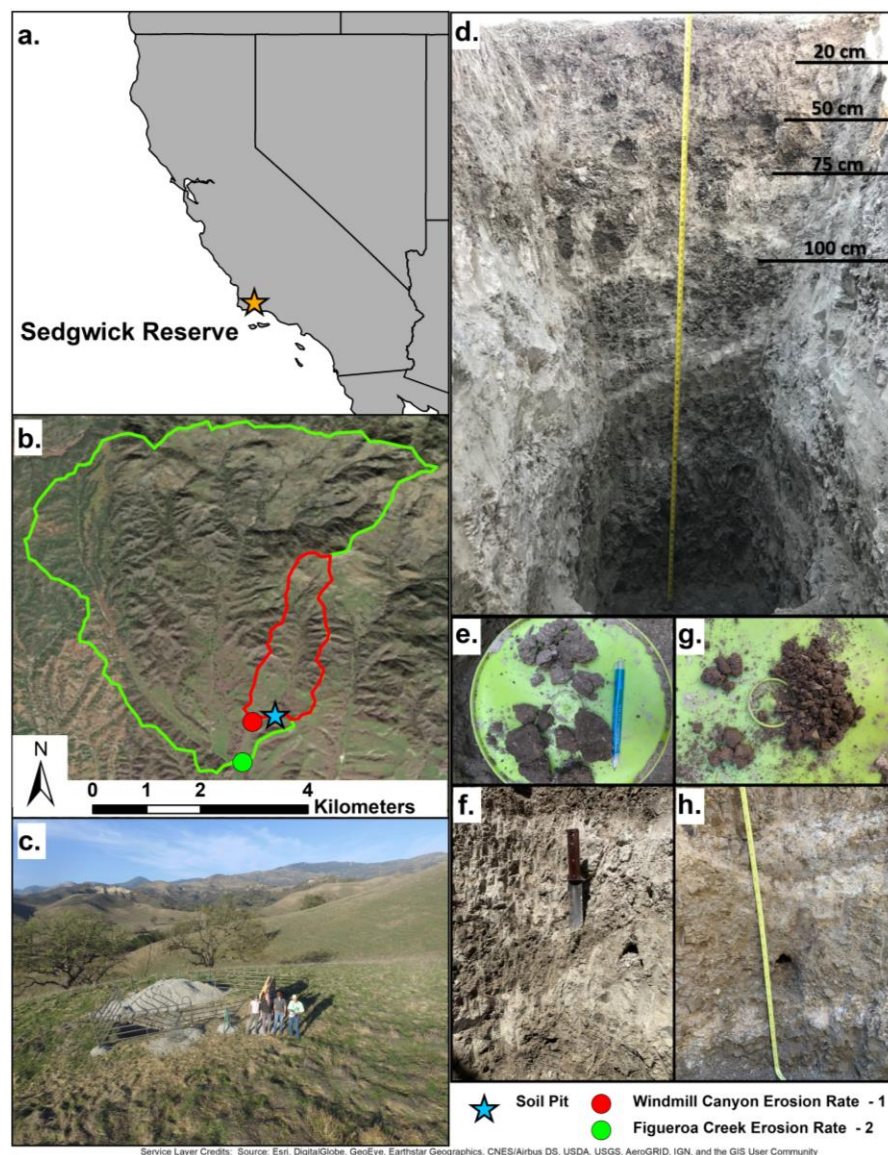 a.
Sedgwick Reserve
b.
N
0 1 2 4
Kilometers
c.
d.
20 cm
50 cm
75 cm
100 cm
e.
g.
f.
h.
Soil Pit
Windmill Canyon Erosion Rate - 1
Figueroa Creek Erosion Rate - 2
Service Layer Credits: Source: Esri, DigitalGlobe, GeoEye, Earthstar Geographics, CNES/Airbus DS, USDA, USGS, AeroGRID, IGN, and the GIS User Community